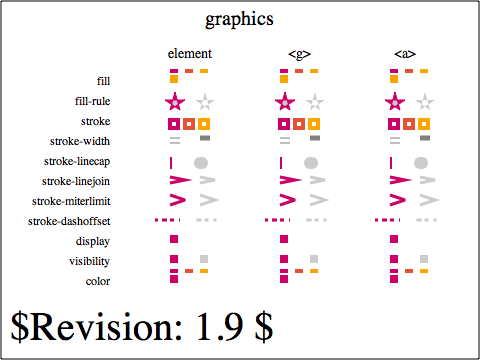 graphics
element <g> <a>
fill
fill-rule
stroke
stroke-width
stroke-linecap
stroke-linejoin
stroke-miterlimit
stroke-dashoffset
display
visibility
color
$Revision: 1.9 $